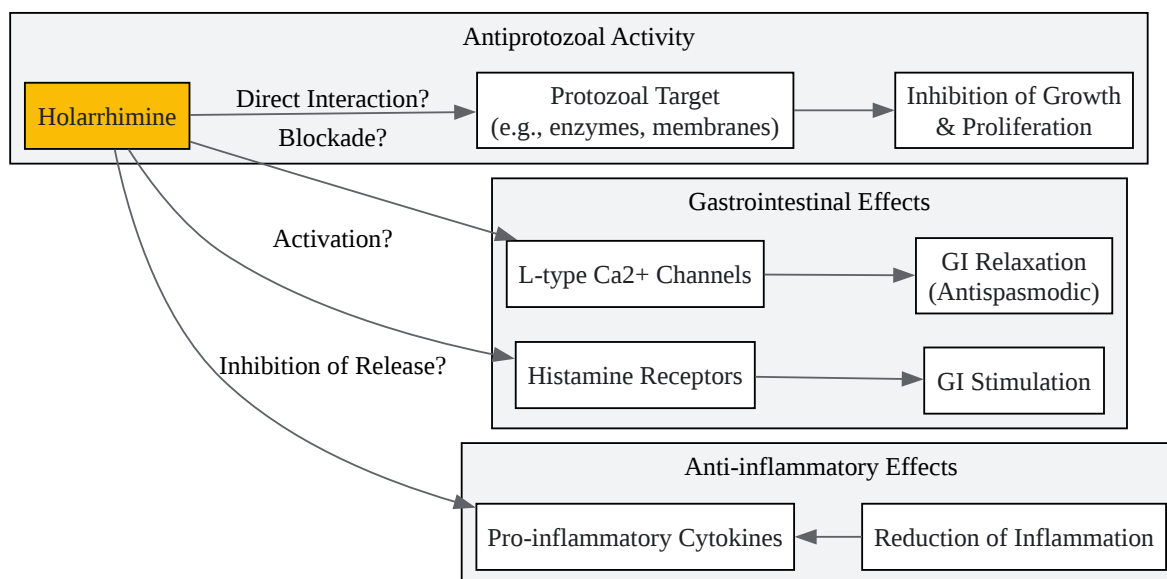 Antiprotozoal Activity
Holarrhimine
Direct Interaction?
Blockade?
Protozoal Target
(e.g., enzymes, membranes)
Inhibition of Growth
& Proliferation
Gastrointestinal Effects
Activation?
L-type Ca2+ Channels
GI Relaxation
(Antispasmodic)
Inhibition of Release?
Histamine Receptors
GI Stimulation
Anti-inflammatory Effects
Pro-inflammatory Cytokines
Reduction of Inflammation